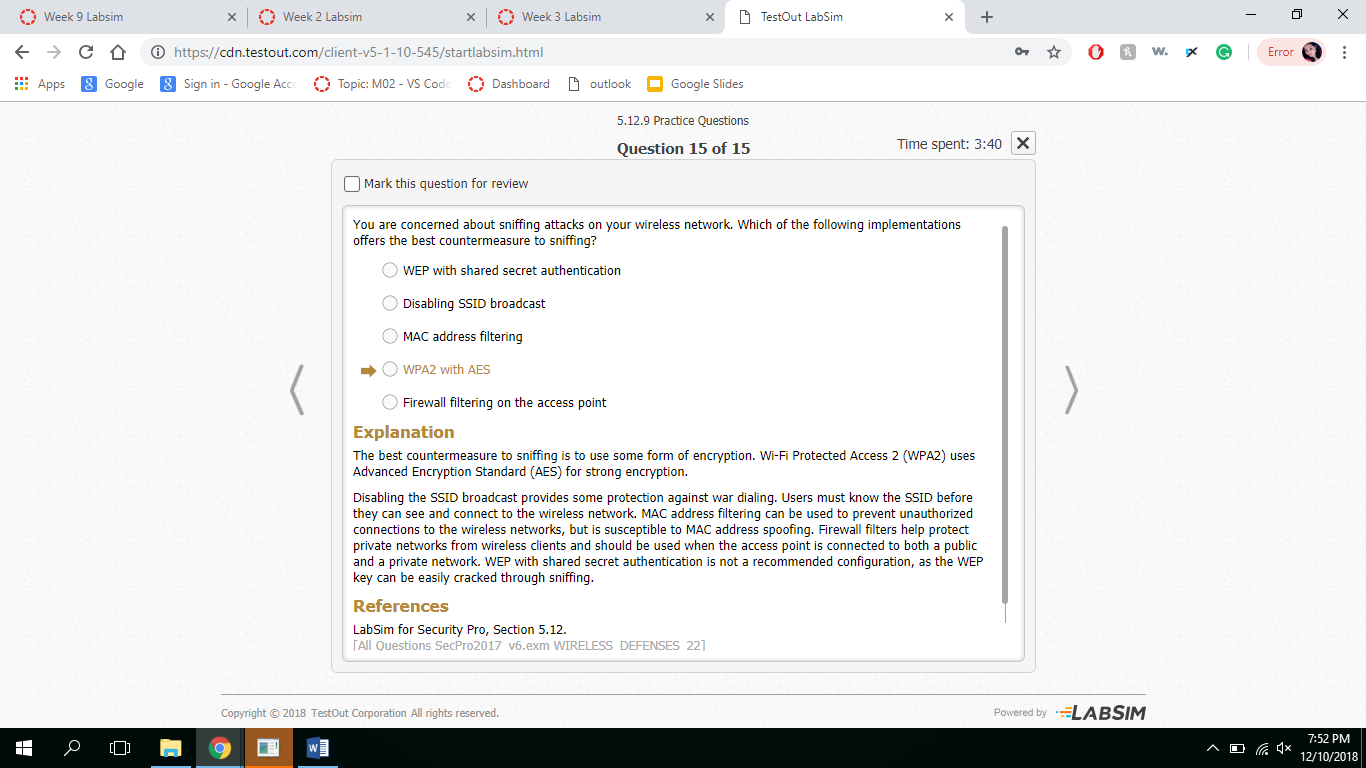 Week 9 Labsim
Week 2 Labsim
Week 3 Labsim
TestOut LabSim
https://cdn.testout.com/client-v5-1-10-545/startlabsim.html
Error
Apps
Google
Sign in - Google Acco
Topic: M02 - VS Code
Dashboard
outlook
Google Slides
5.12.9 Practice Questions
Question 15 of 15
Time spent: 3:40
Mark this question for review
You are concerned about sniffing attacks on your wireless network. Which of the following implementations
offers the best countermeasure to sniffing?
WEP with shared secret authentication
Disabling SSID broadcast
MAC address filtering
WPA2 with AES
Firewall filtering on the access point
Explanation
The best countermeasure to sniffing is to use some form of encryption. Wi-Fi Protected Access 2 (WPA2) uses
Advanced Encryption Standard (AES) for strong encryption.
Disabling the SSID broadcast provides some protection against war dialing. Users must know the SSID before
they can see and connect to the wireless network. MAC address filtering can be used to prevent unauthorized
connections to the wireless networks, but is susceptible to MAC address spoofing. Firewall filters help protect
private networks from wireless clients and should be used when the access point is connected to both a public
and a private network. WEP with shared secret authentication is not a recommended configuration, as the WEP
key can be easily cracked through sniffing.
References
LabSim for Security Pro, Section 5.12.
[All Questions SecPro2017_v6.exm WIRELESS_DEFENSES_22]
Copyright © 2018 TestOut Corporation All rights reserved.
Powered by LABSIM
7:52 PM
12/10/2018